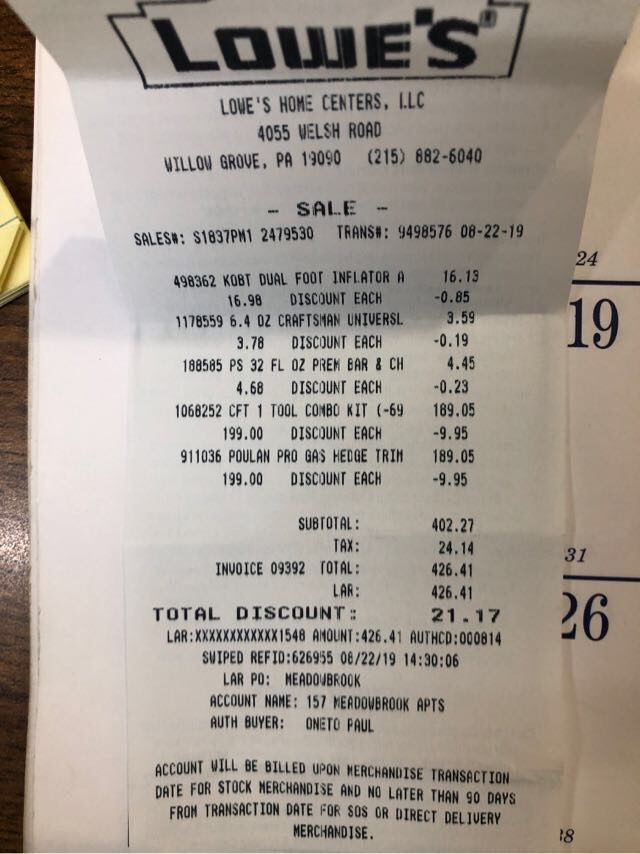 LOWE'S®
LOWE'S HOME CENTERS, LLC
4055 WELSH ROAD
WILLOW GROVE, PA 19090 (215) 882-6040
- SALE -
SALES#: S1837PM1 2479530 TRANS#: 9498576 08-22-19
498362 KOBT DUAL FOOT INFLATOR A 16.13
16.98 DISCOUNT EACH -0.85
1178559 6.4 OZ CRAFTSMAN UNIVERSL 3.59
3.78 DISCOUNT EACH -0.19
188585 PS 32 FL OZ PREM BAR & CH 4.45
4.68 DISCOUNT EACH -0.23
1068252 CFT 1 TOOL COMBO KIT (-69 189.05
199.00 DISCOUNT EACH -9.95
911036 POULAN PRO GAS HEDGE TRIM 189.05
199.00 DISCOUNT EACH -9.95
SUBTOTAL: 402.27
TAX: 24.14
INVOICE 09392 TOTAL: 426.41
LAR: 426.41
TOTAL DISCOUNT: 21.17
LAR:XXXXXXXXXXXX1548 AMOUNT:426.41 AUTHCD:000814
SWIPED REFID:626955 08/22/19 14:30:06
LAR PO: MEADOWBROOK
ACCOUNT NAME: 157 MEADOWBROOK APTS
AUTH BUYER: ONETO PAUL
ACCOUNT WILL BE BILLED UPON MERCHANDISE TRANSACTION
DATE FOR STOCK MERCHANDISE AND NO LATER THAN 90 DAYS
FROM TRANSACTION DATE FOR SOS OR DIRECT DELIVERY
MERCHANDISE.
24
19
31
26